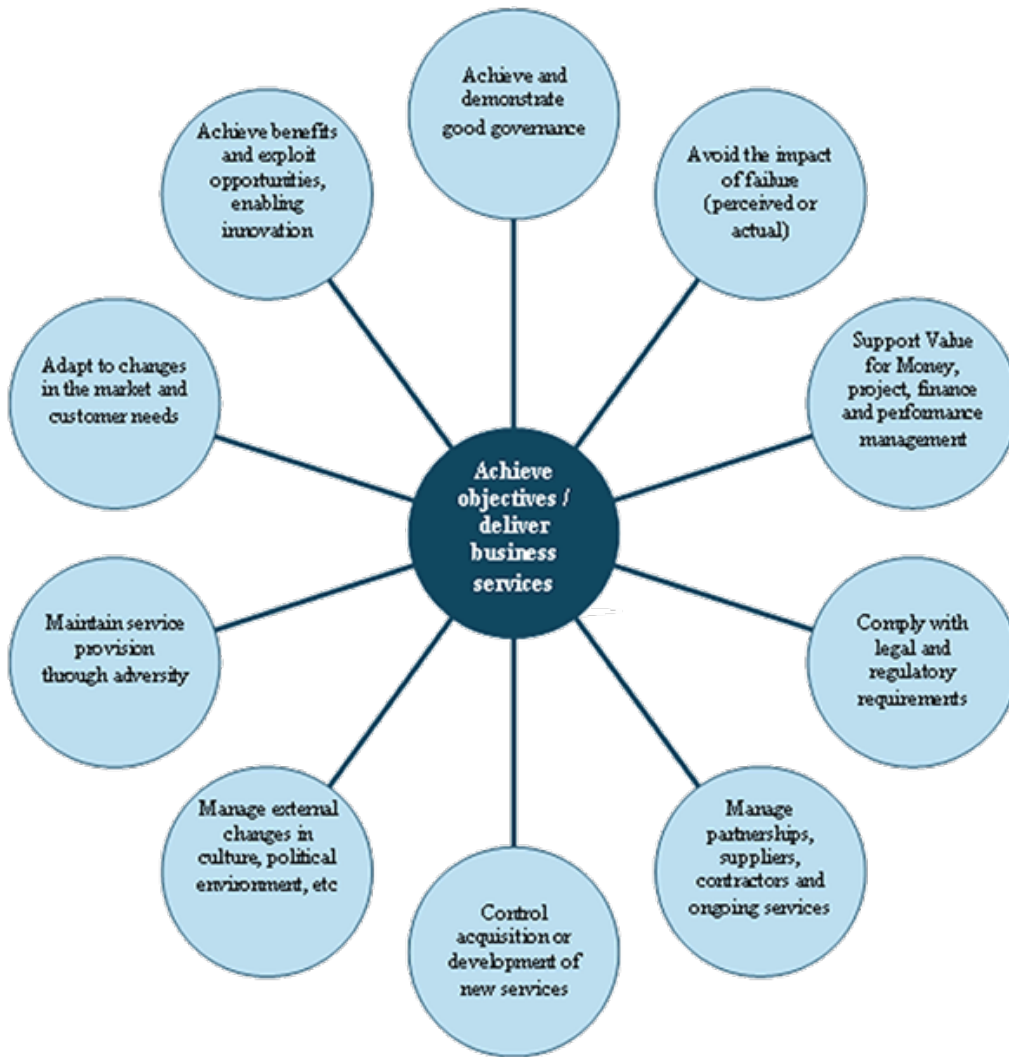 Achieve and
demonstrate
good governance
Avoid the impact
of failure
(perceived or
actual)
Support Value
for Money,
project, finance
and performance
management
Comply with
legal and
regulatory
requirements
Manage
partnerships,
suppliers,
contractors and
ongoing services
Control
acquisition or
development of
new services
Manage external
changes in
culture, political
environment, etc
Maintain service
provision
through adversity
Adapt to changes
in the market and
customer needs
Achieve benefits
and exploit
opportunities,
enabling
innovation
Achieve
objectives /
deliver
business
services